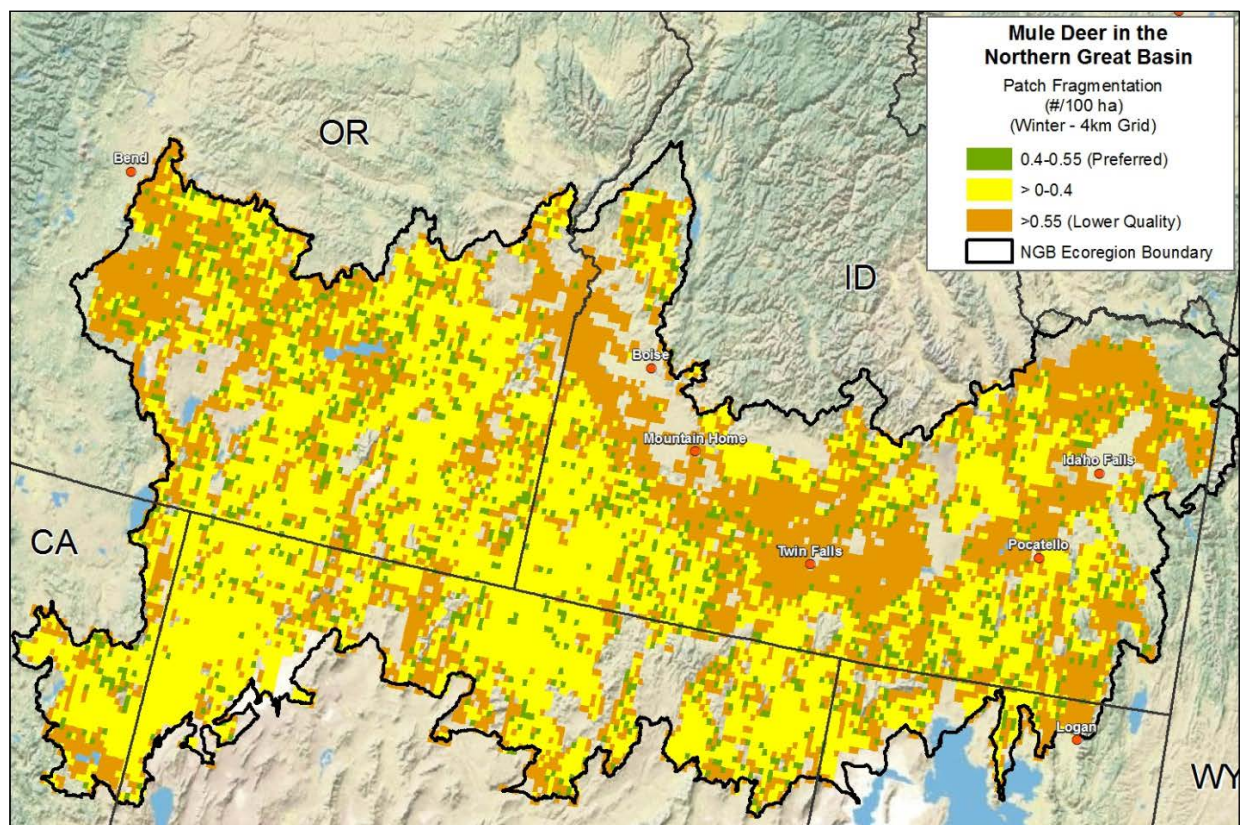 Mule Deer in the
Northern Great Basin
Patch Fragmentation
(#/100 ha)
(Winter - 4km Grid)
0.4-0.55 (Preferred)
> 0-0.4
>0.55 (Lower Quality)
NGB Ecoregion Boundary
OR
Bend
ID
Boise
Mountain Home
Idaho Falls
CA
Twin Falls
Pocatello
Logan
WY